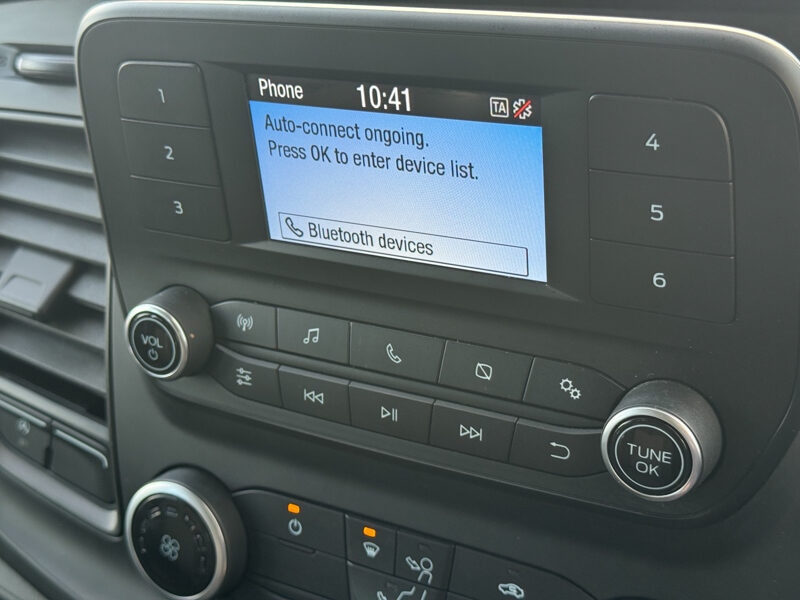 Phone 10:41 TA
Auto-connect ongoing.
Press OK to enter device list.
Bluetooth devices
1
2
3
4
5
6
VOL
TUNE
OK